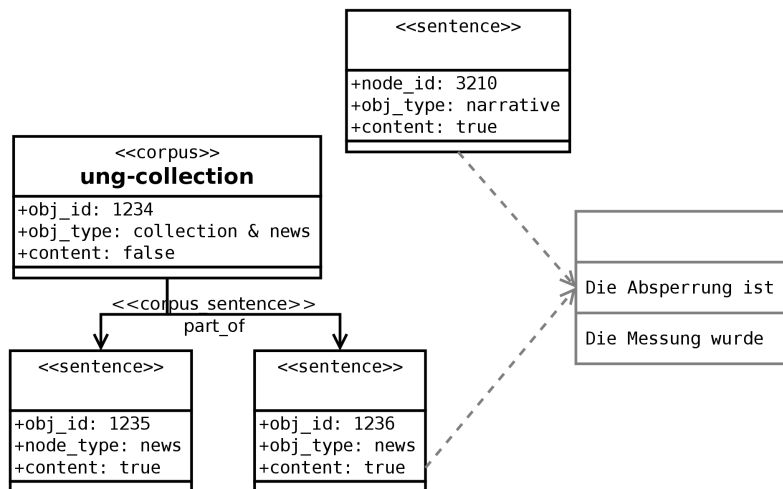 <<sentence>>
+node_id: 3210
+obj_type: narrative
+content: true
<<corpus>>
ung-collection
+obj_id: 1234
+obj_type: collection & news
+content: false
Die Absperrung ist
Die Messung wurde
<<corpus_sentence>>
part_of
<<sentence>>
+obj_id: 1235
+node_type: news
+content: true
<<sentence>>
+obj_id: 1236
+obj_type: news
+content: true